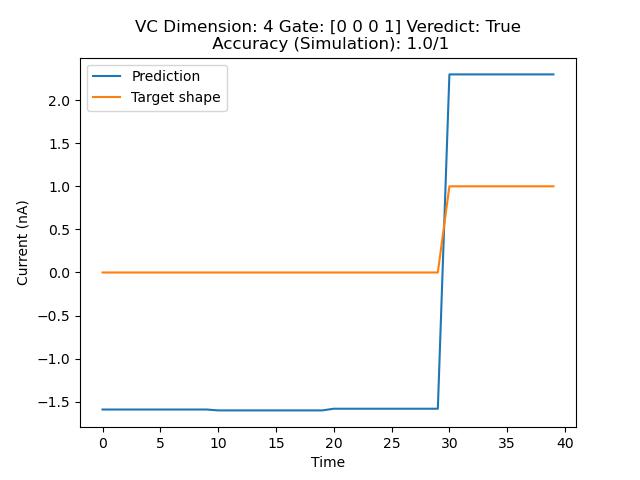 VC Dimension: 4 Gate: [0 0 0 1] Veredict: True
Accuracy (Simulation): 1.0/1
Prediction
Target shape
Current (nA)
2.0
1.5
1.0
0.5
0.0
−0.5
−1.0
−1.5
0 5 10 15 20 25 30 35 40
Time